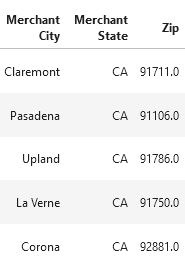 Merchant City Merchant State Zip
Claremont CA 91711.0
Pasadena CA 91106.0
Upland CA 91786.0
La Verne CA 91750.0
Corona CA 92881.0